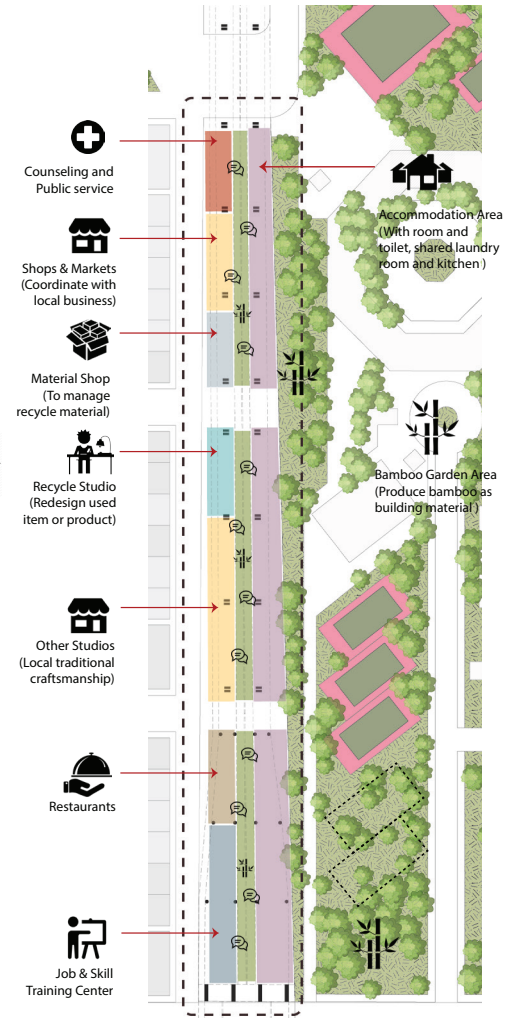 Counseling and
Public service
Shops & Markets
(Coordinate with
local business)
Material Shop
(To manage
recycle material)
Recycle Studio
(Redesign used
item or product)
Other Studios
(Local traditional
craftsmanship)
Restaurants
Job & Skill
Training Center
Accommodation Area
(With room and
toilet, shared laundry
room and kitchen )
Bamboo Garden Area
(Produce bamboo as
building material )